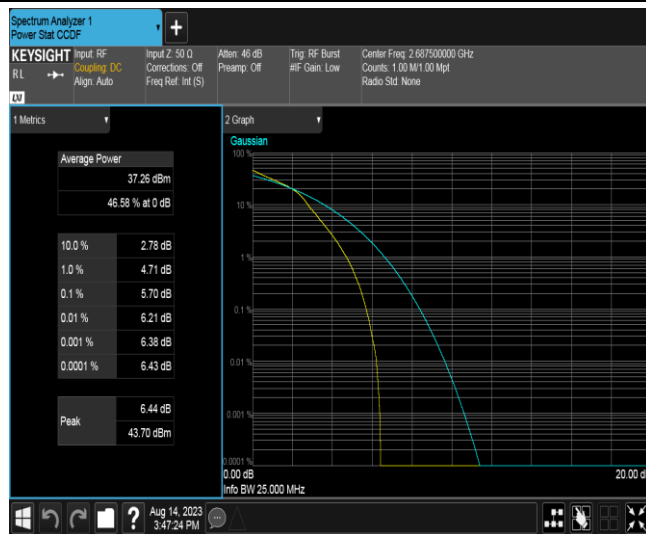 Spectrum Analyzer 1
Power Stat CCDF
+
KEYSIGHT
RL
LXI
Input: RF
Coupling: DC
Align: Auto
Input Z: 50 Ω
Corrections: Off
Freq Ref: Int (S)
Atten: 46 dB
Preamp: Off
Trig: RF Burst
#IF Gain: Low
Center Freq: 2.687500000 GHz
Counts: 1.00 M/1.00 Mpt
Radio Std: None
1 Metrics
Average Power
37.26 dBm
46.58 % at 0 dB
10.0 % 2.78 dB
1.0 % 4.71 dB
0.1 % 5.70 dB
0.01 % 6.21 dB
0.001 % 6.38 dB
0.0001 % 6.43 dB
Peak
6.44 dB
43.70 dBm
2 Graph
Gaussian
100 %
10 %
1 %
0.1 %
0.01 %
0.001 %
0.0001 %
0.00 dB 20.00 d
Info BW 25.000 MHz
?
Aug 14, 2023
3:47:24 PM